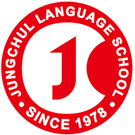 JUNGCHUL LANGUAGE SCHOOL
J
• SINCE 1978 •